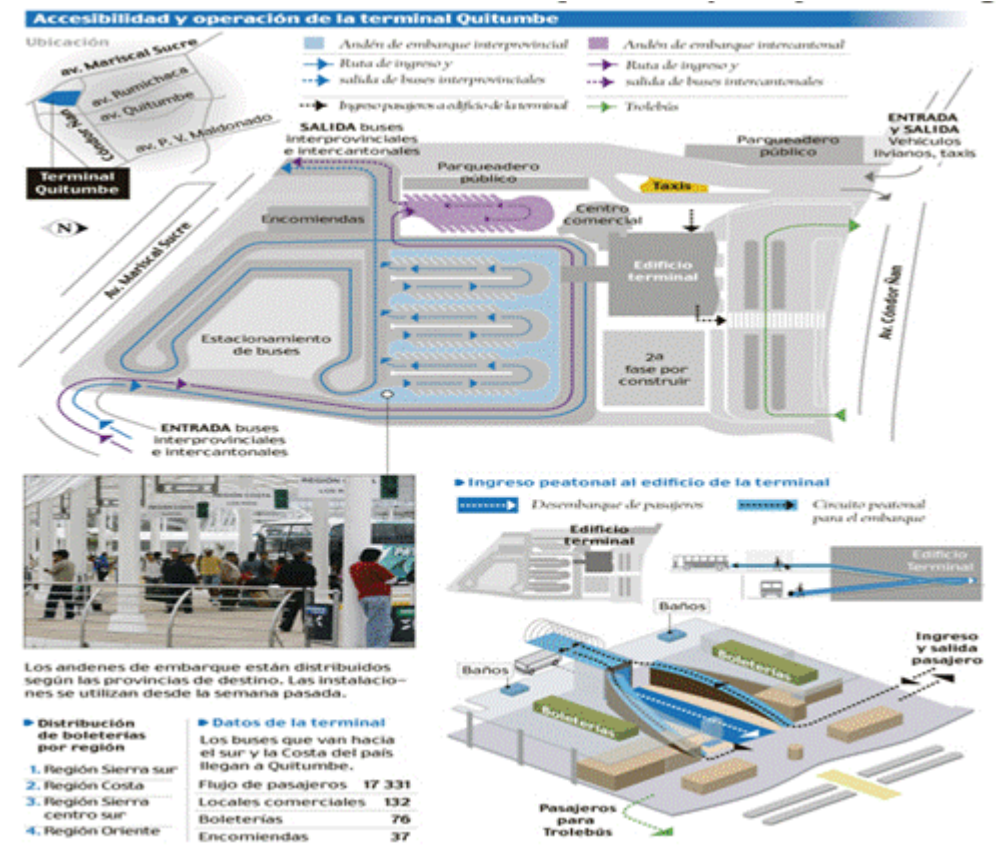 Accesibilidad y operación de la terminal Quitumbe
Ubicación
av. Mariscal Sucre
av. Rumichaca
av. Quitumbe
av. P. V. Maldonado
Cóndor Ñan
Terminal
Quitumbe
N
Andén de embarque interprovincial
Ruta de ingreso y
salida de buses interprovinciales
Ingreso pasajeros a edificio de la terminal
Andén de embarque intercantonal
Ruta de ingreso y
salida de buses intercantonales
Trolebús
SALIDA buses
interprovinciales
e intercantonales
Parqueadero
público
Parqueadero
público
ENTRADA
y SALIDA
Vehículos
livianos, taxis
Taxis
Encomiendas
Centro
comercial
Edificio
terminal
Av. Mariscal Sucre
Av. Cóndor Ñan
Estacionamiento
de buses
2a
fase por
construir
ENTRADA buses
interprovinciales
e intercantonales
REGIÓN COSTA
Los andenes de embarque están distribuidos
según las provincias de destino. Las instalacio-
nes se utilizan desde la semana pasada.
Distribución
de boleterías
por región
1. Región Sierra sur
2. Región Costa
3. Región Sierra
centro sur
4. Región Oriente
Datos de la terminal
Los buses que van hacia
el sur y la Costa del país
llegan a Quitumbe.
Flujo de pasajeros 17 331
Locales comerciales 132
Boleterías 76
Encomiendas 37
Ingreso peatonal al edificio de la terminal
Desembarque de pasajeros
Circuito peatonal
para el embarque
Edificio
terminal
Edificio
Terminal
Baños
Baños
Boleterías
Boleterías
Ingreso
y salida
pasajero
Pasajeros
para
Trolebús